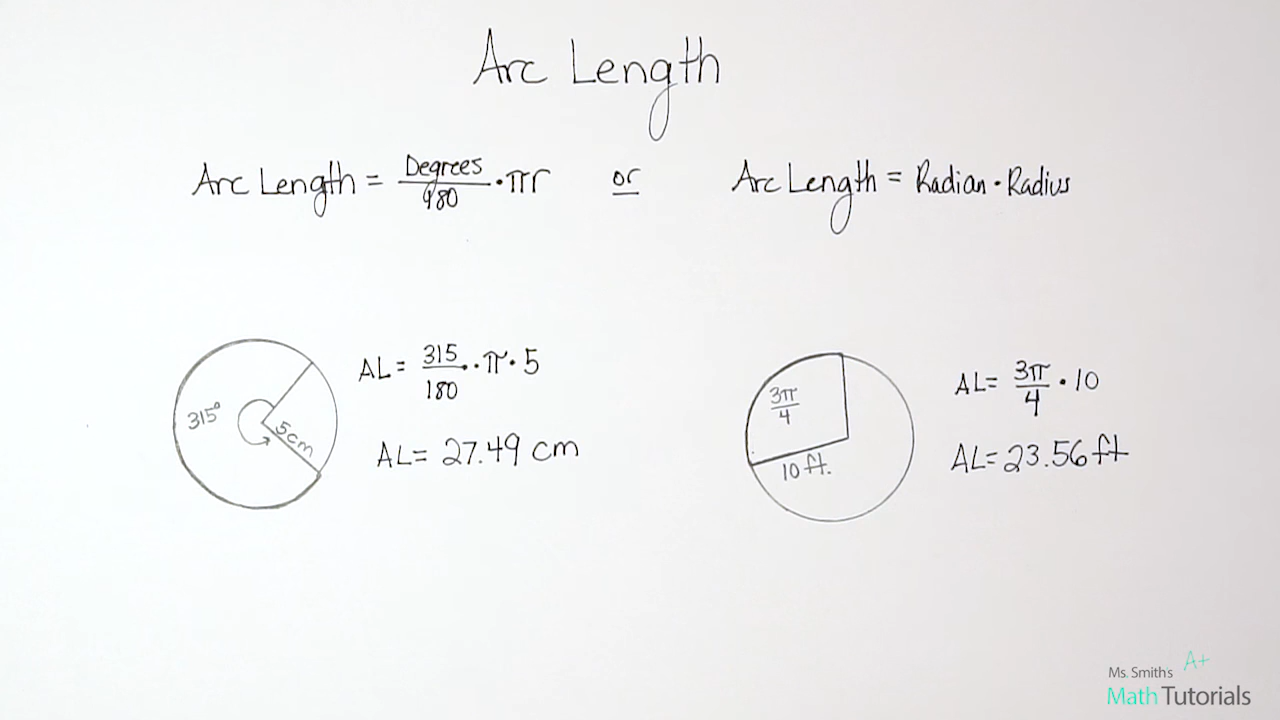 Arc Length
Arc Length = Degrees/180 · πr or Arc Length = Radian · Radius
315°
5cm
AL = 315/180 · π · 5
AL = 27.49 cm
3π/4
10 ft.
AL = 3π/4 · 10
AL = 23.56 ft
Ms. Smith's A+
Math Tutorials